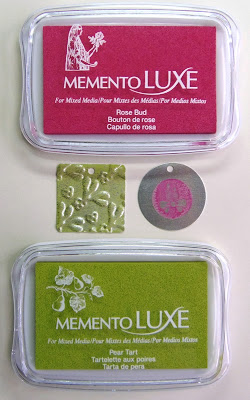 MEMENTO LUXE
For Mixed Media/Pour Mixtes des Médias/Por Medios Mixtos
Rose Bud
Bouton de rose
Capullo de rosa
MEMENTO LUXE
For Mixed Media/Pour Mixtes des Médias/Por Medios Mixtos
Pear Tart
Tartelette aux poires
Tarta de pera